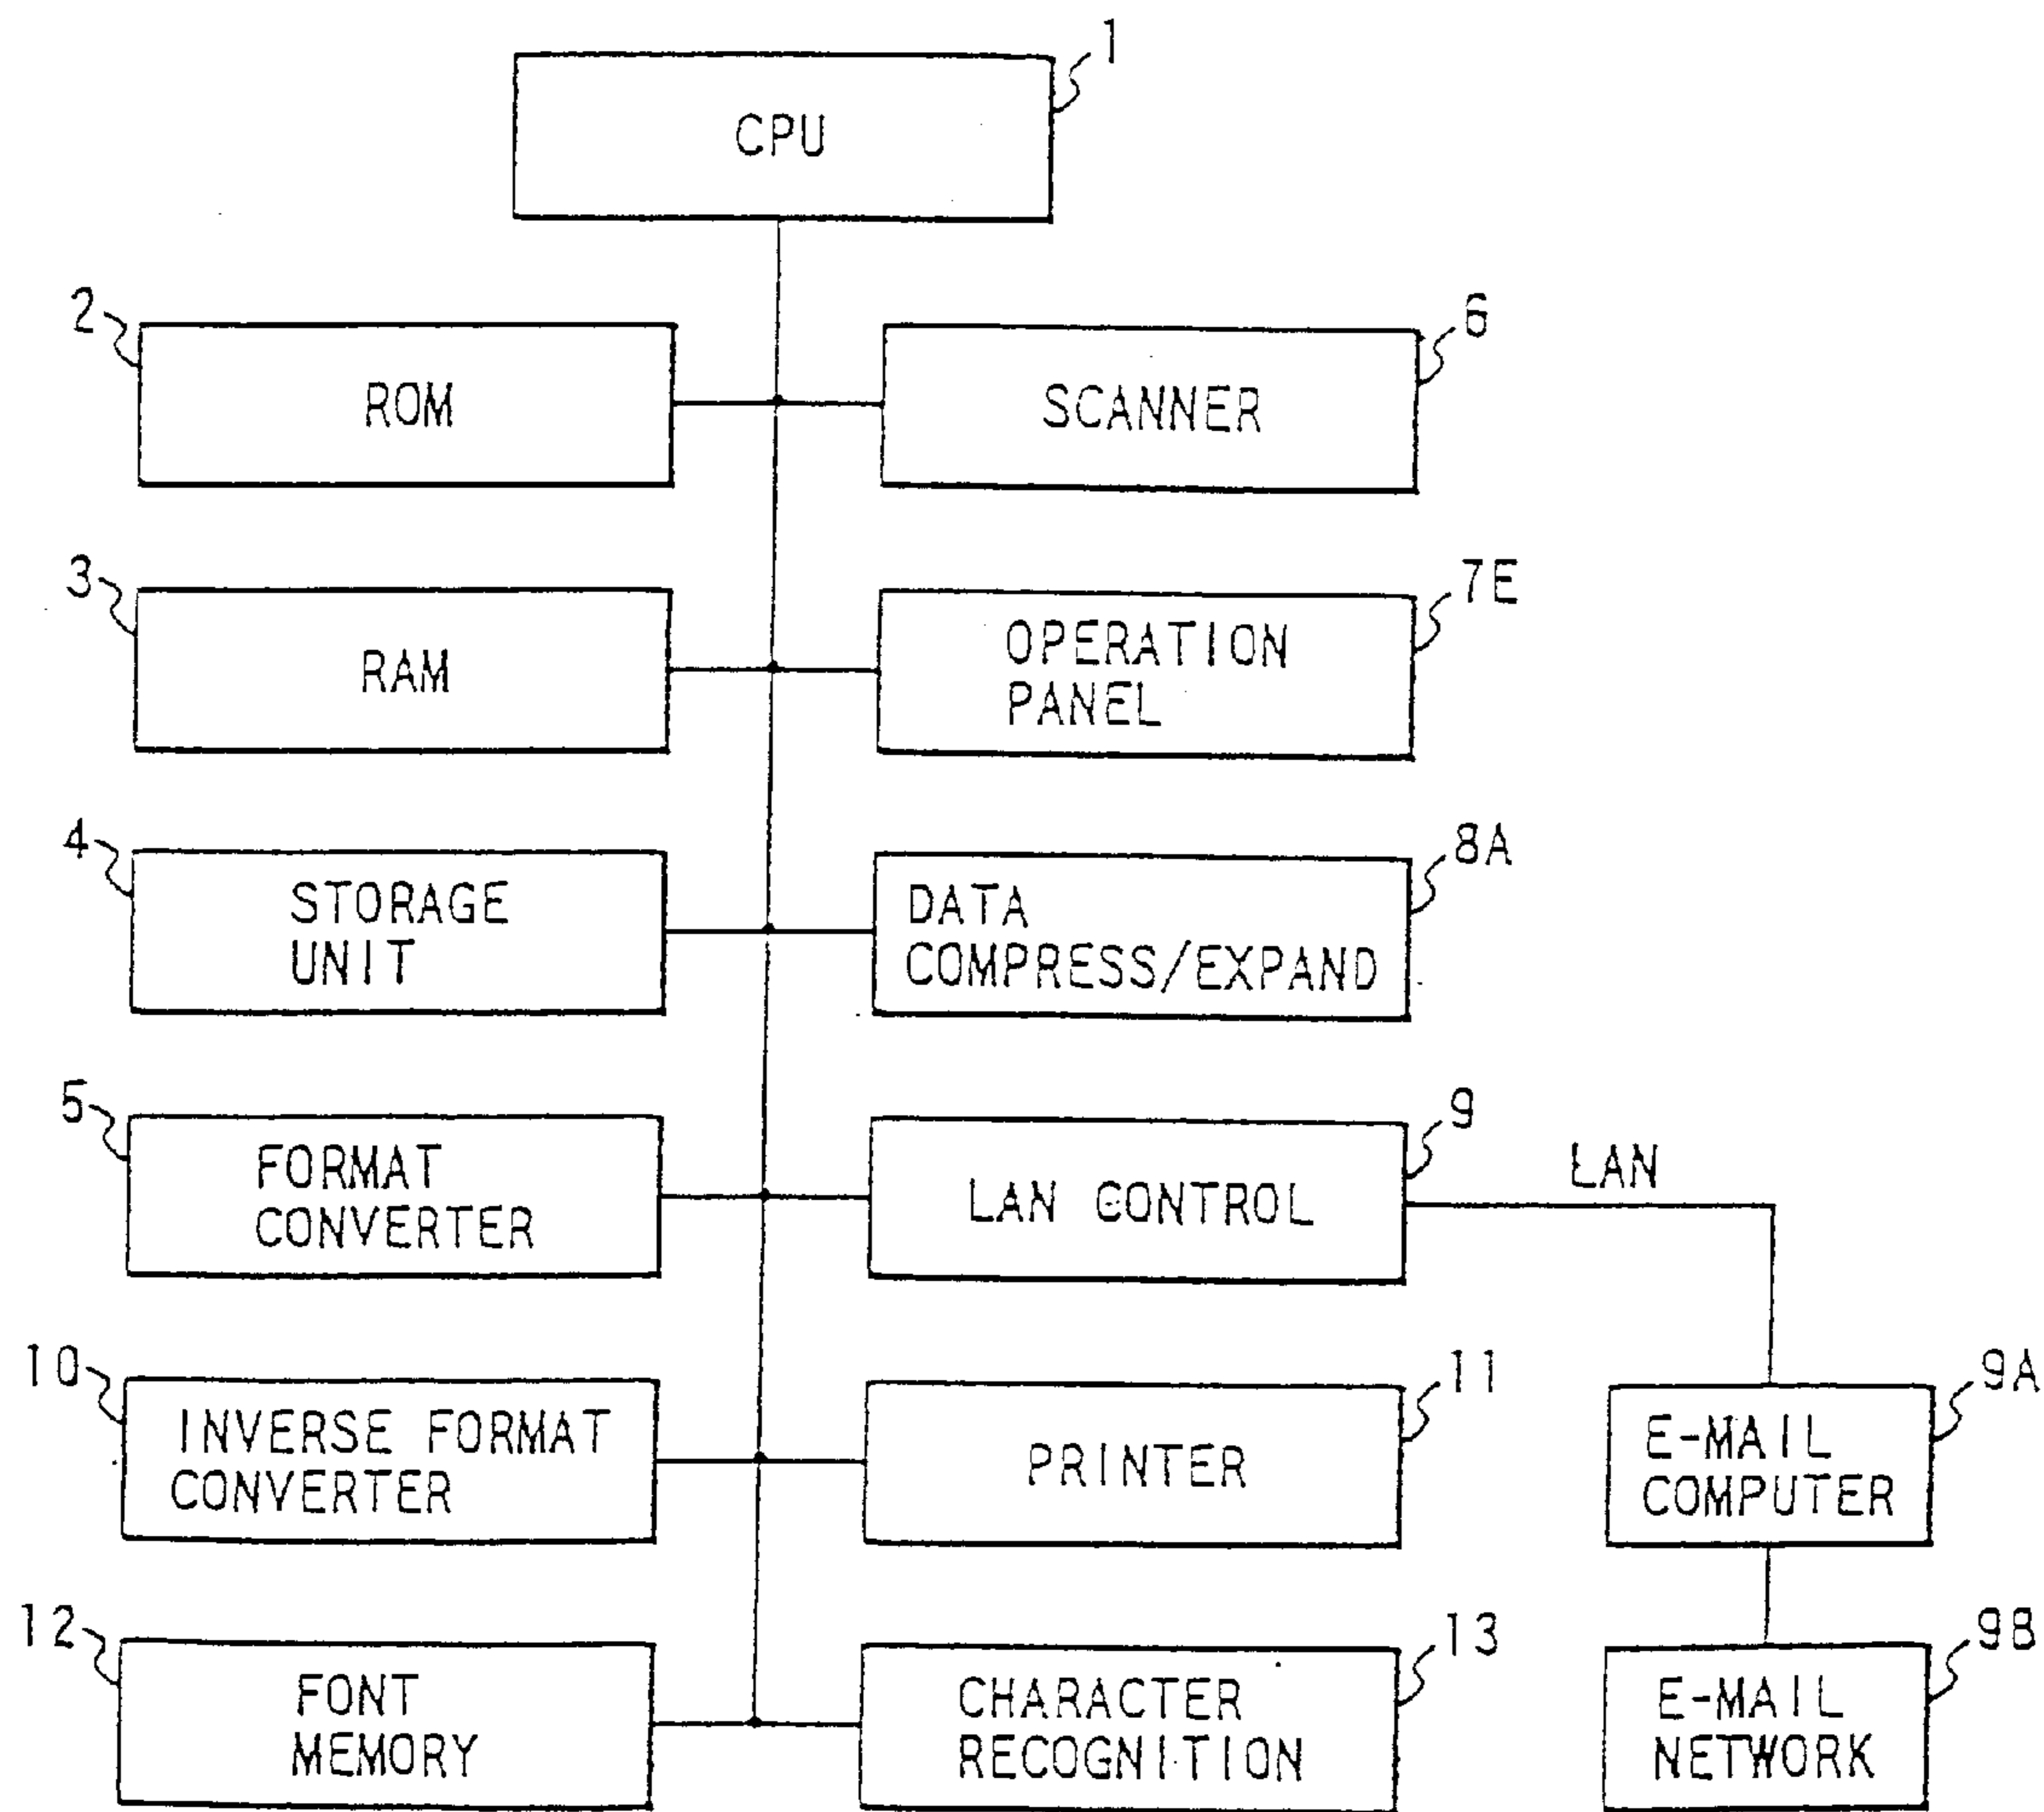 1
CPU
2
ROM
6
SCANNER
3
RAM
7E
OPERATION
PANEL
4
STORAGE
UNIT
8A
DATA
COMPRESS/EXPAND
5
FORMAT
CONVERTER
9
LAN CONTROL
LAN
10
INVERSE FORMAT
CONVERTER
11
PRINTER
9A
E-MAIL
COMPUTER
12
FONT
MEMORY
13
CHARACTER
RECOGNITION
9B
E-MAIL
NETWORK